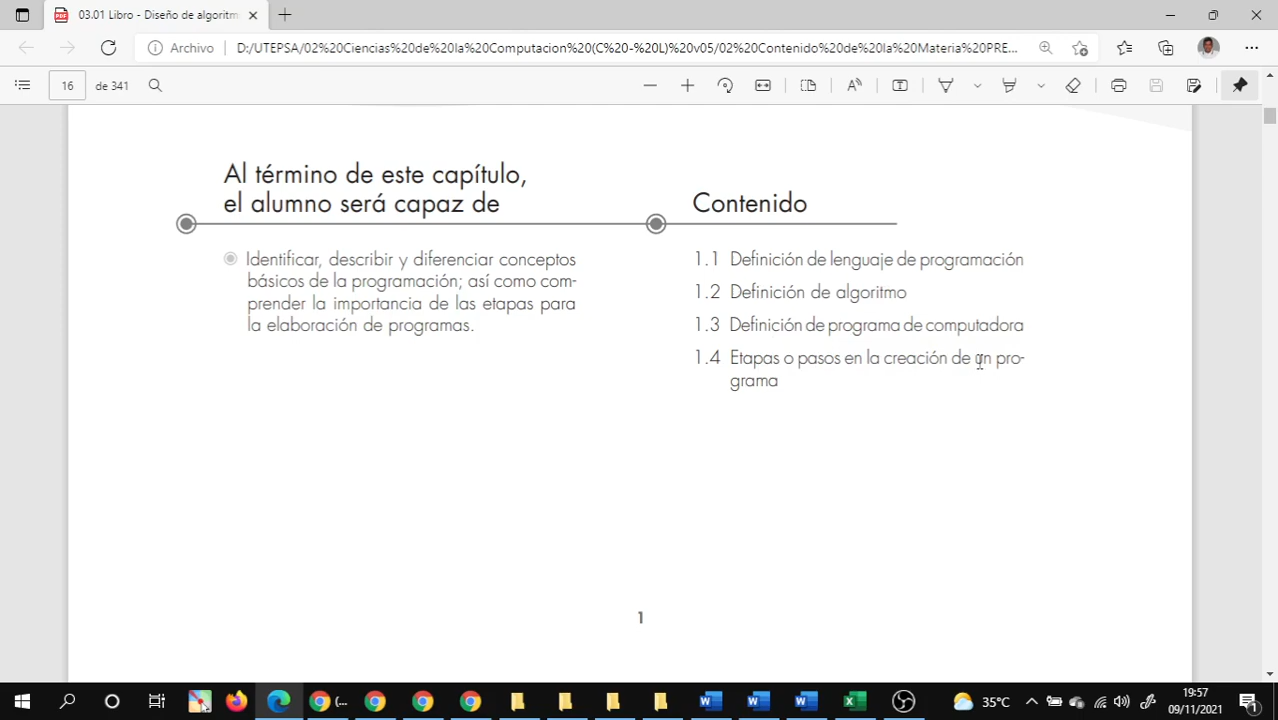 03.01 Libro - Diseño de algoritm
Archivo
D:/UTEPSA/02%20Ciencias%20de%20la%20Computacion%20(C%20-%20L)%20v05/02%20Contenido%20de%20la%20Materia%20PRE...
16 de 341
Al término de este capítulo,
el alumno será capaz de
Identificar, describir y diferenciar conceptos
básicos de la programación; así como com-
prender la importancia de las etapas para
la elaboración de programas.
Contenido
1.1 Definición de lenguaje de programación
1.2 Definición de algoritmo
1.3 Definición de programa de computadora
1.4 Etapas o pasos en la creación de un pro-
grama
1
(...
35°C
19:57
09/11/2021
1